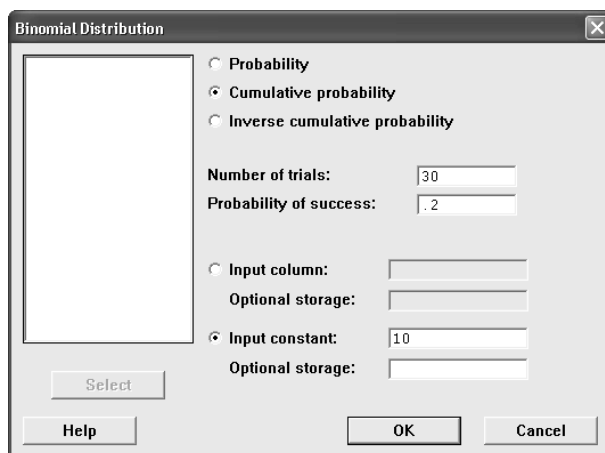 Binomial Distribution
Probability
Cumulative probability
Inverse cumulative probability
Number of trials: 30
Probability of success: .2
Input column:
Optional storage:
Input constant: 10
Optional storage:
Select
Help OK Cancel